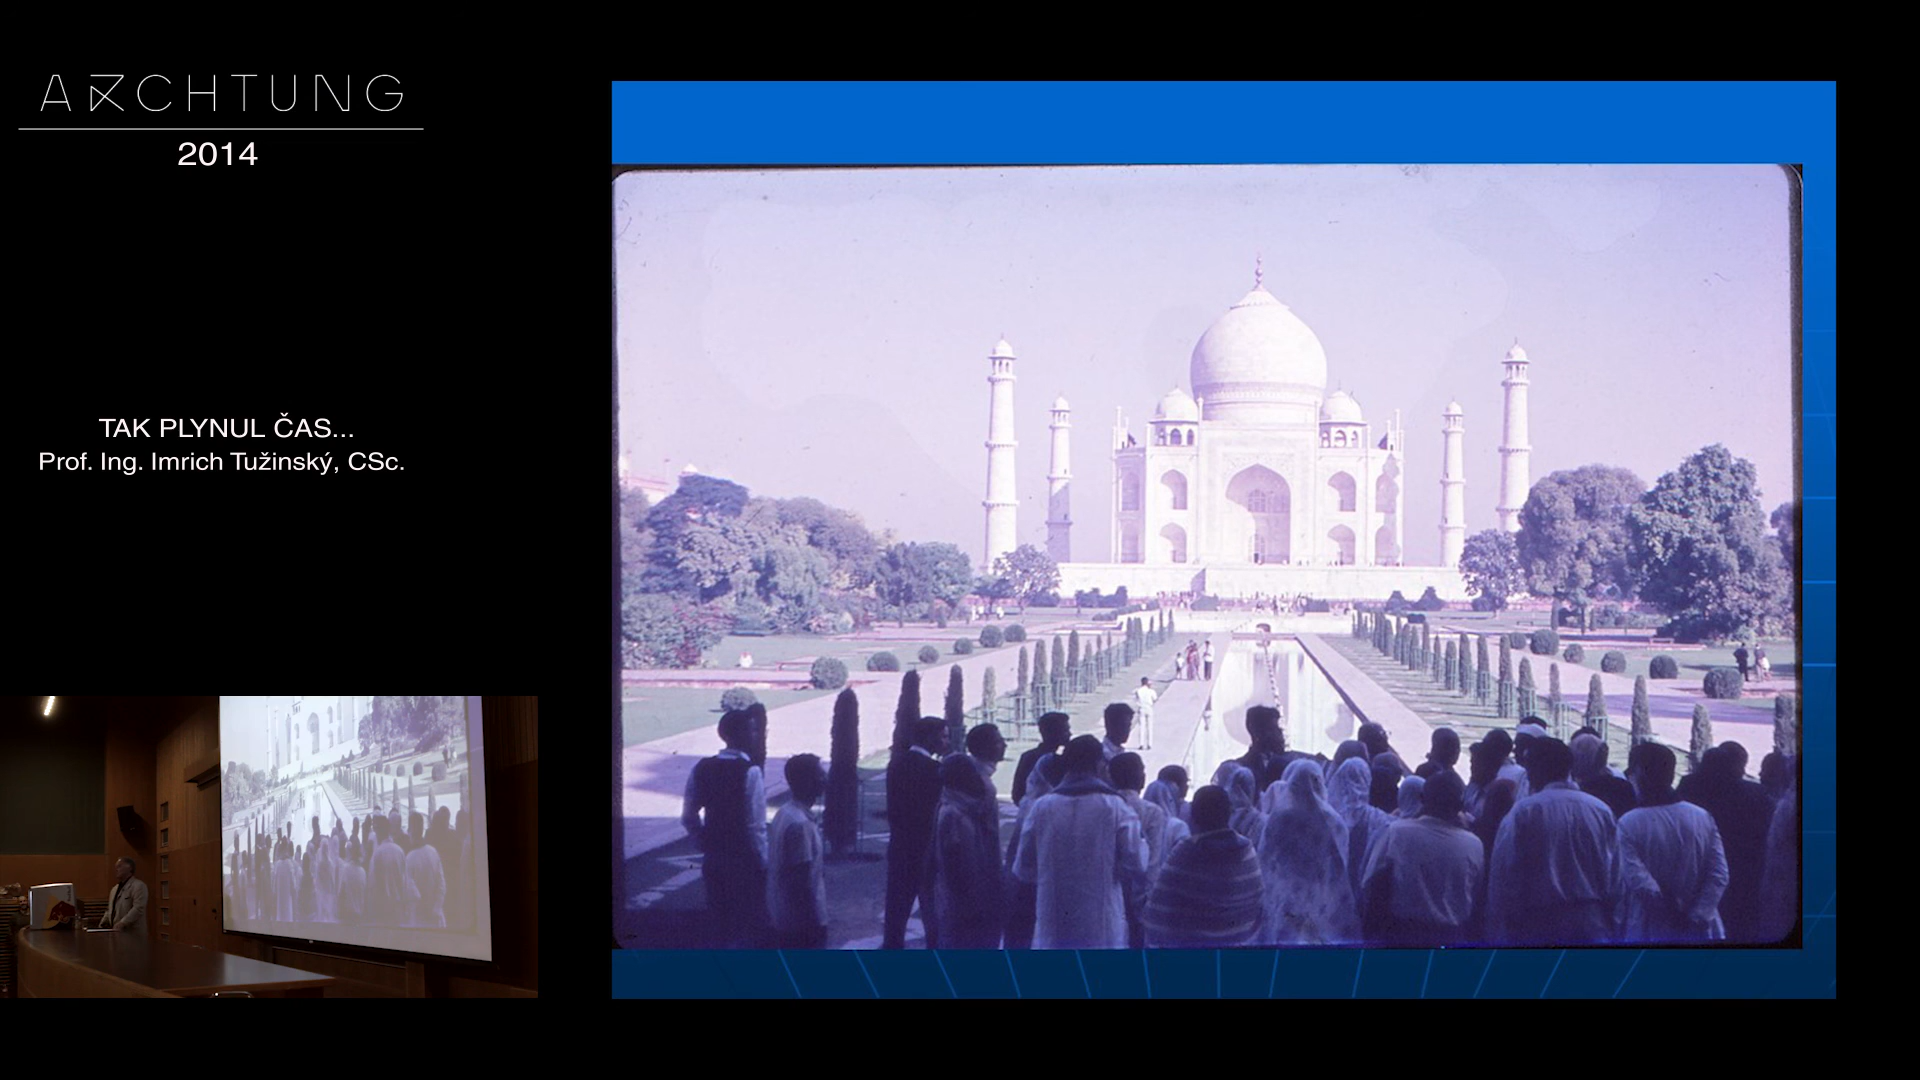 ARCHTUNG
2014
TAK PLYNUL ČAS...
Prof. Ing. Imrich Tužinský, CSc.